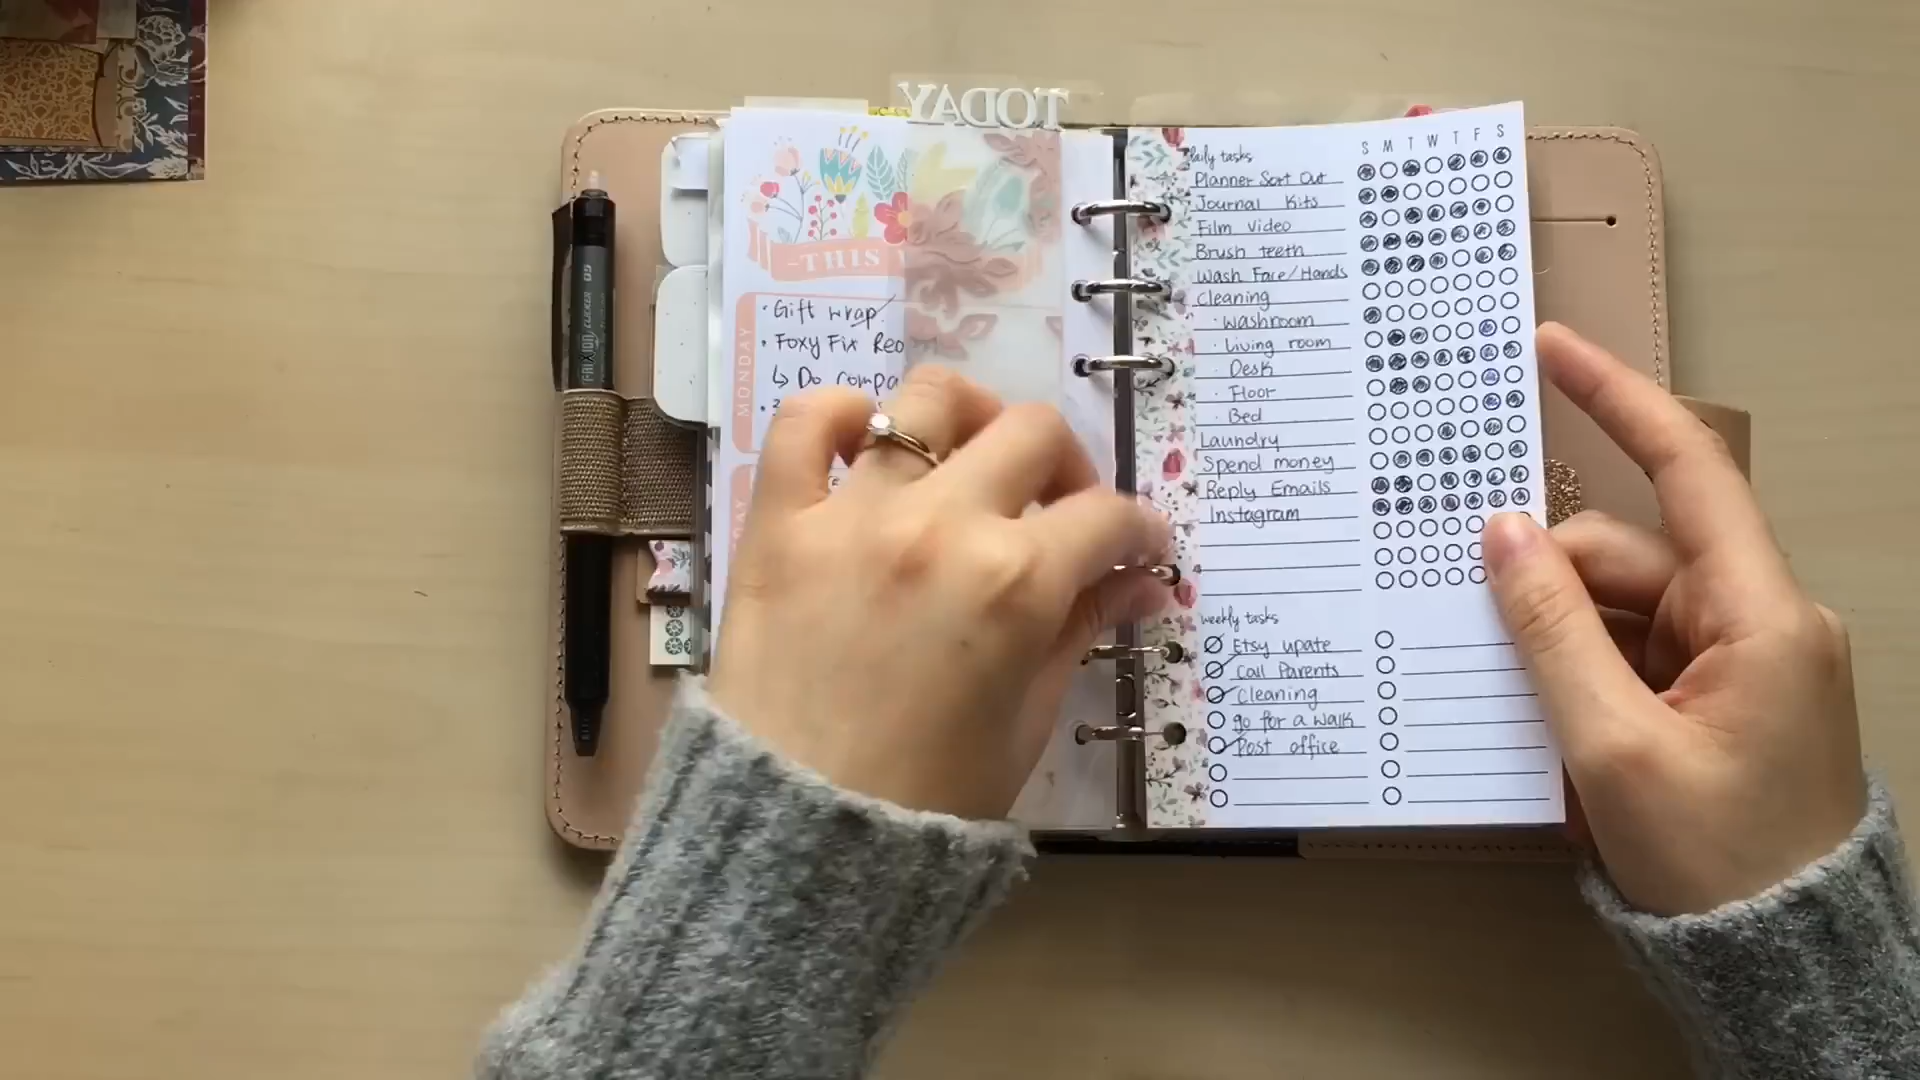 TODAY
-THIS
MONDAY
· Gift wrap
· Foxy Fix
↳ Do
FRIXION CLICKER 05
S M T W T F S
daily tasks
Planner Sort Out
Journal Kits
Film video
Brush teeth
Wash Face/Hands
Cleaning
· Washroom
· Living room
· Desk
· Floor
· Bed
Laundry
Spend money
Reply Emails
Instagram
weekly tasks
Etsy upate
Call Parents
Cleaning
go for a walk
Post office